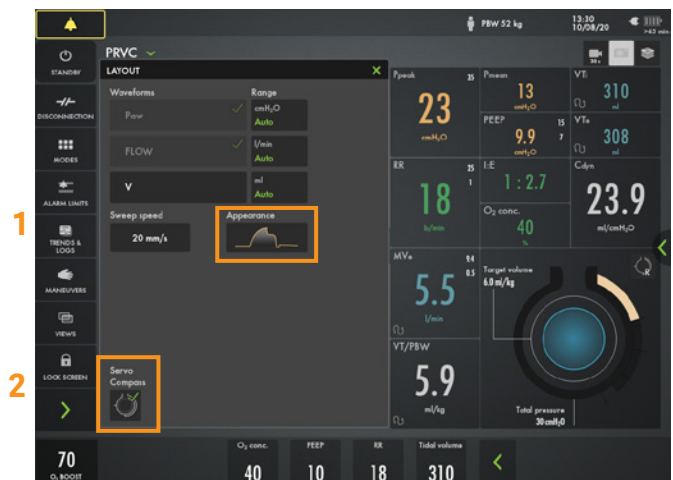 PBW 52 kg
13:30
10/08/20
>43 min
STANDBY
DISCONNECTION
MODES
ALARM LIMITS
TRENDS &
LOGS
MANEUVERS
VIEWS
LOCK SCREEN
1
2
PRVC
LAYOUT
X
Waveforms
Range
Paw
cmH₂O
Auto
FLOW
l/min
Auto
V
ml
Auto
Sweep speed
20 mm/s
Appearance
Servo
Compass
30 s
Ppeak
35
23
cmH₂O
Pmean
13
cmH₂O
VTi
310
ml
PEEP
15
7
9.9
cmH₂O
VTe
308
ml
RR
35
1
18
b/min
I:E
1 : 2.7
O₂ conc.
40
%
Cdyn
23.9
ml/cmH₂O
MVe
9.4
0.5
5.5
l/min
VT/PBW
5.9
ml/kg
Target volume
6.0 ml/kg
R
Total pressure
30 cmH₂O
70
O₂ BOOST
O₂ conc.
40
PEEP
10
RR
18
Tidal volume
310